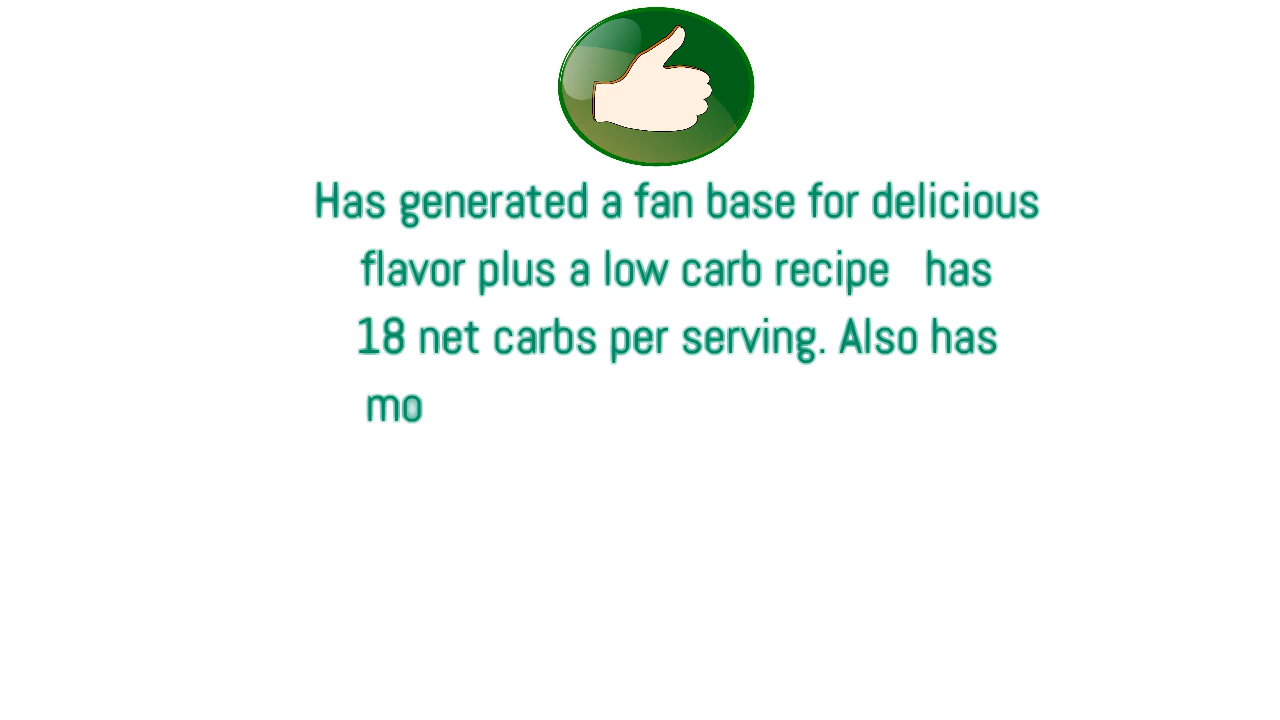 Has generated a fan base for delicious
flavor plus a low carb recipe   has
18 net carbs per serving. Also has
mo